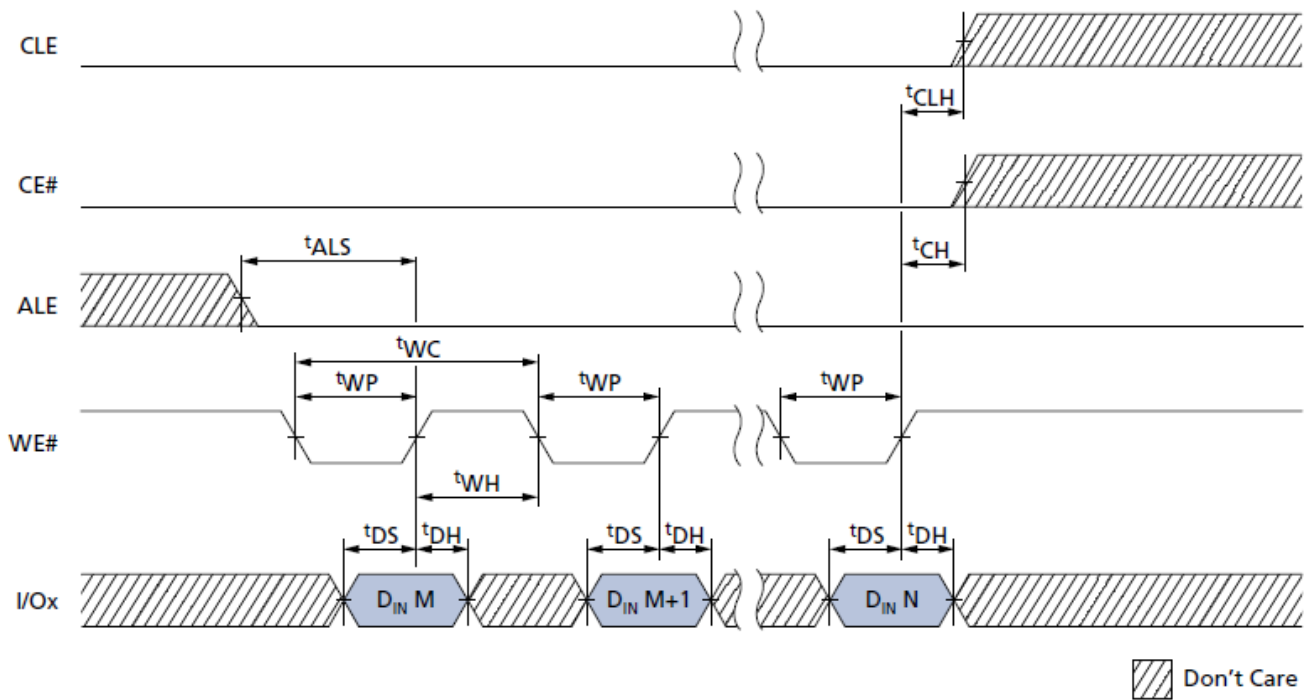 CLE
tCLH
CE#
tCH
tALS
ALE
tWC
tWP tWP tWP
WE#
tWH
tDS tDH tDS tDH tDS tDH
I/Ox DIN M DIN M+1 DIN N
Don't Care